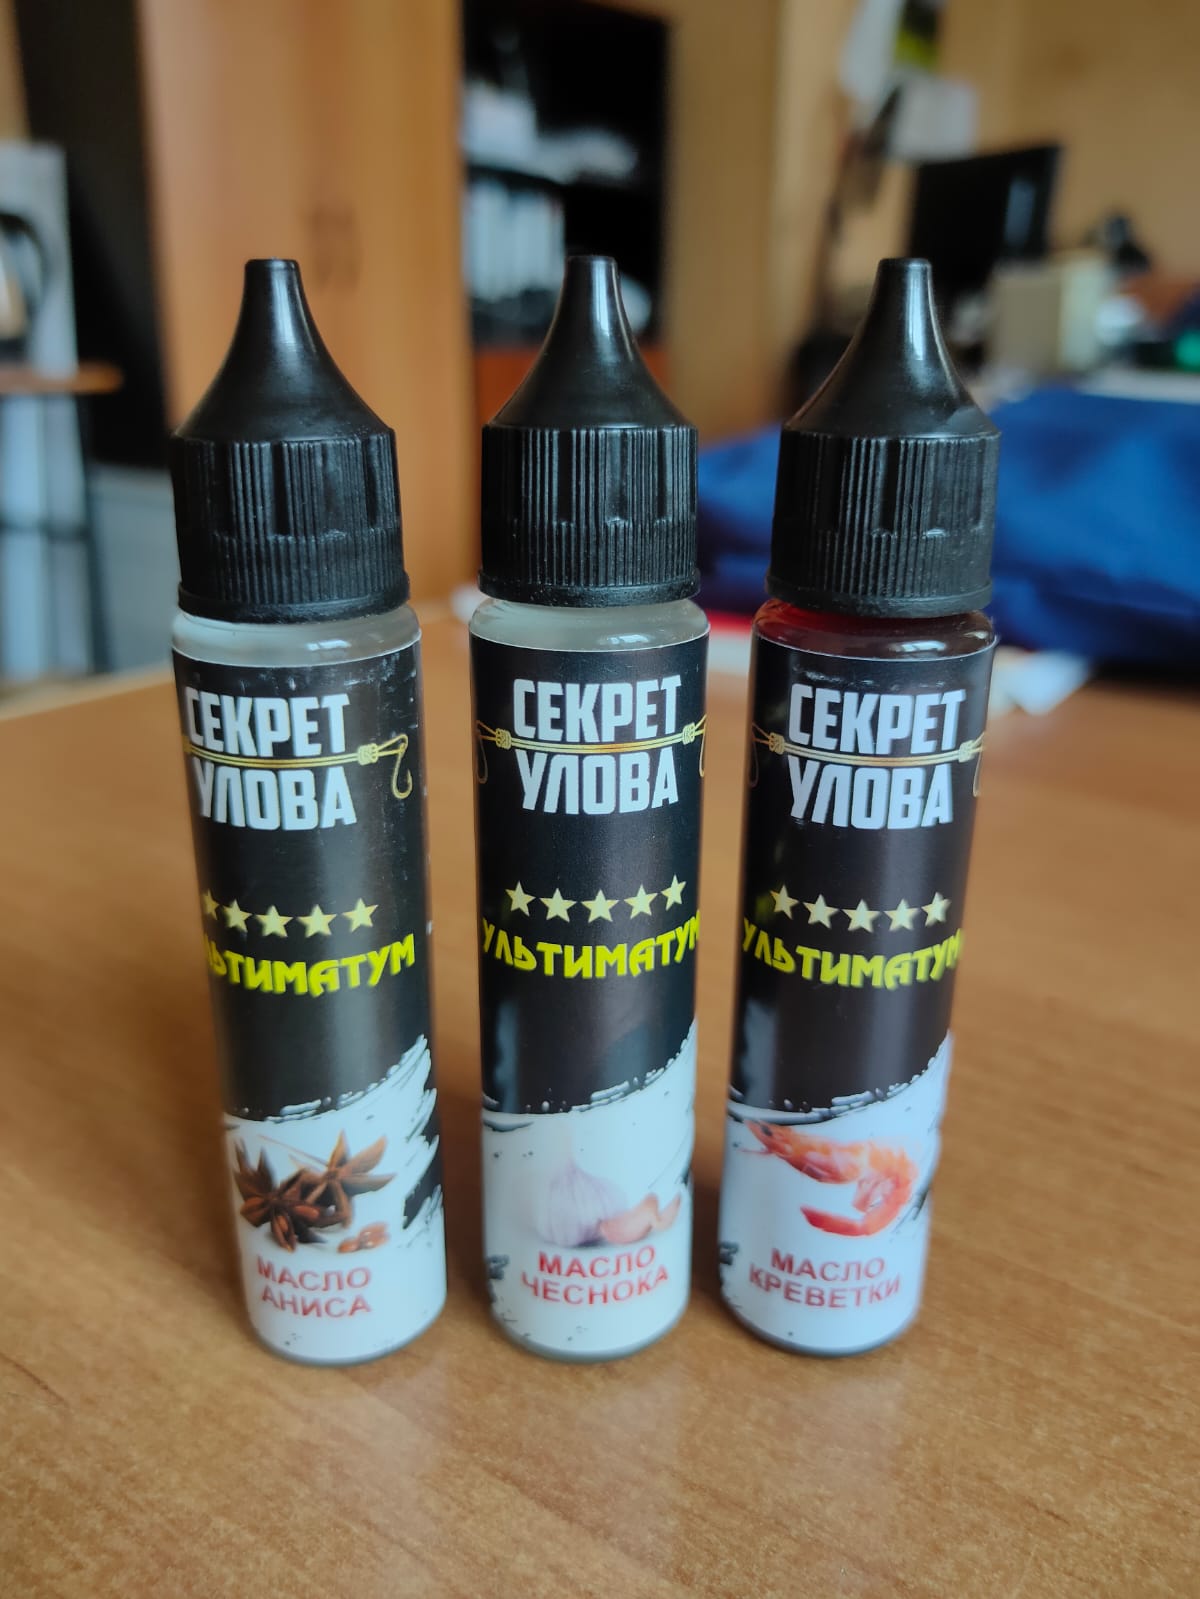 СЕКРЕТ
УЛОВА
ЛЬТИМАТУМ
МАСЛО
АНИСА
СЕКРЕТ
УЛОВА
УЛЬТИМАТУМ
МАСЛО
ЧЕСНОКА
СЕКРЕТ
УЛОВА
УЛЬТИМАТУМ
МАСЛО
КРЕВЕТКИ